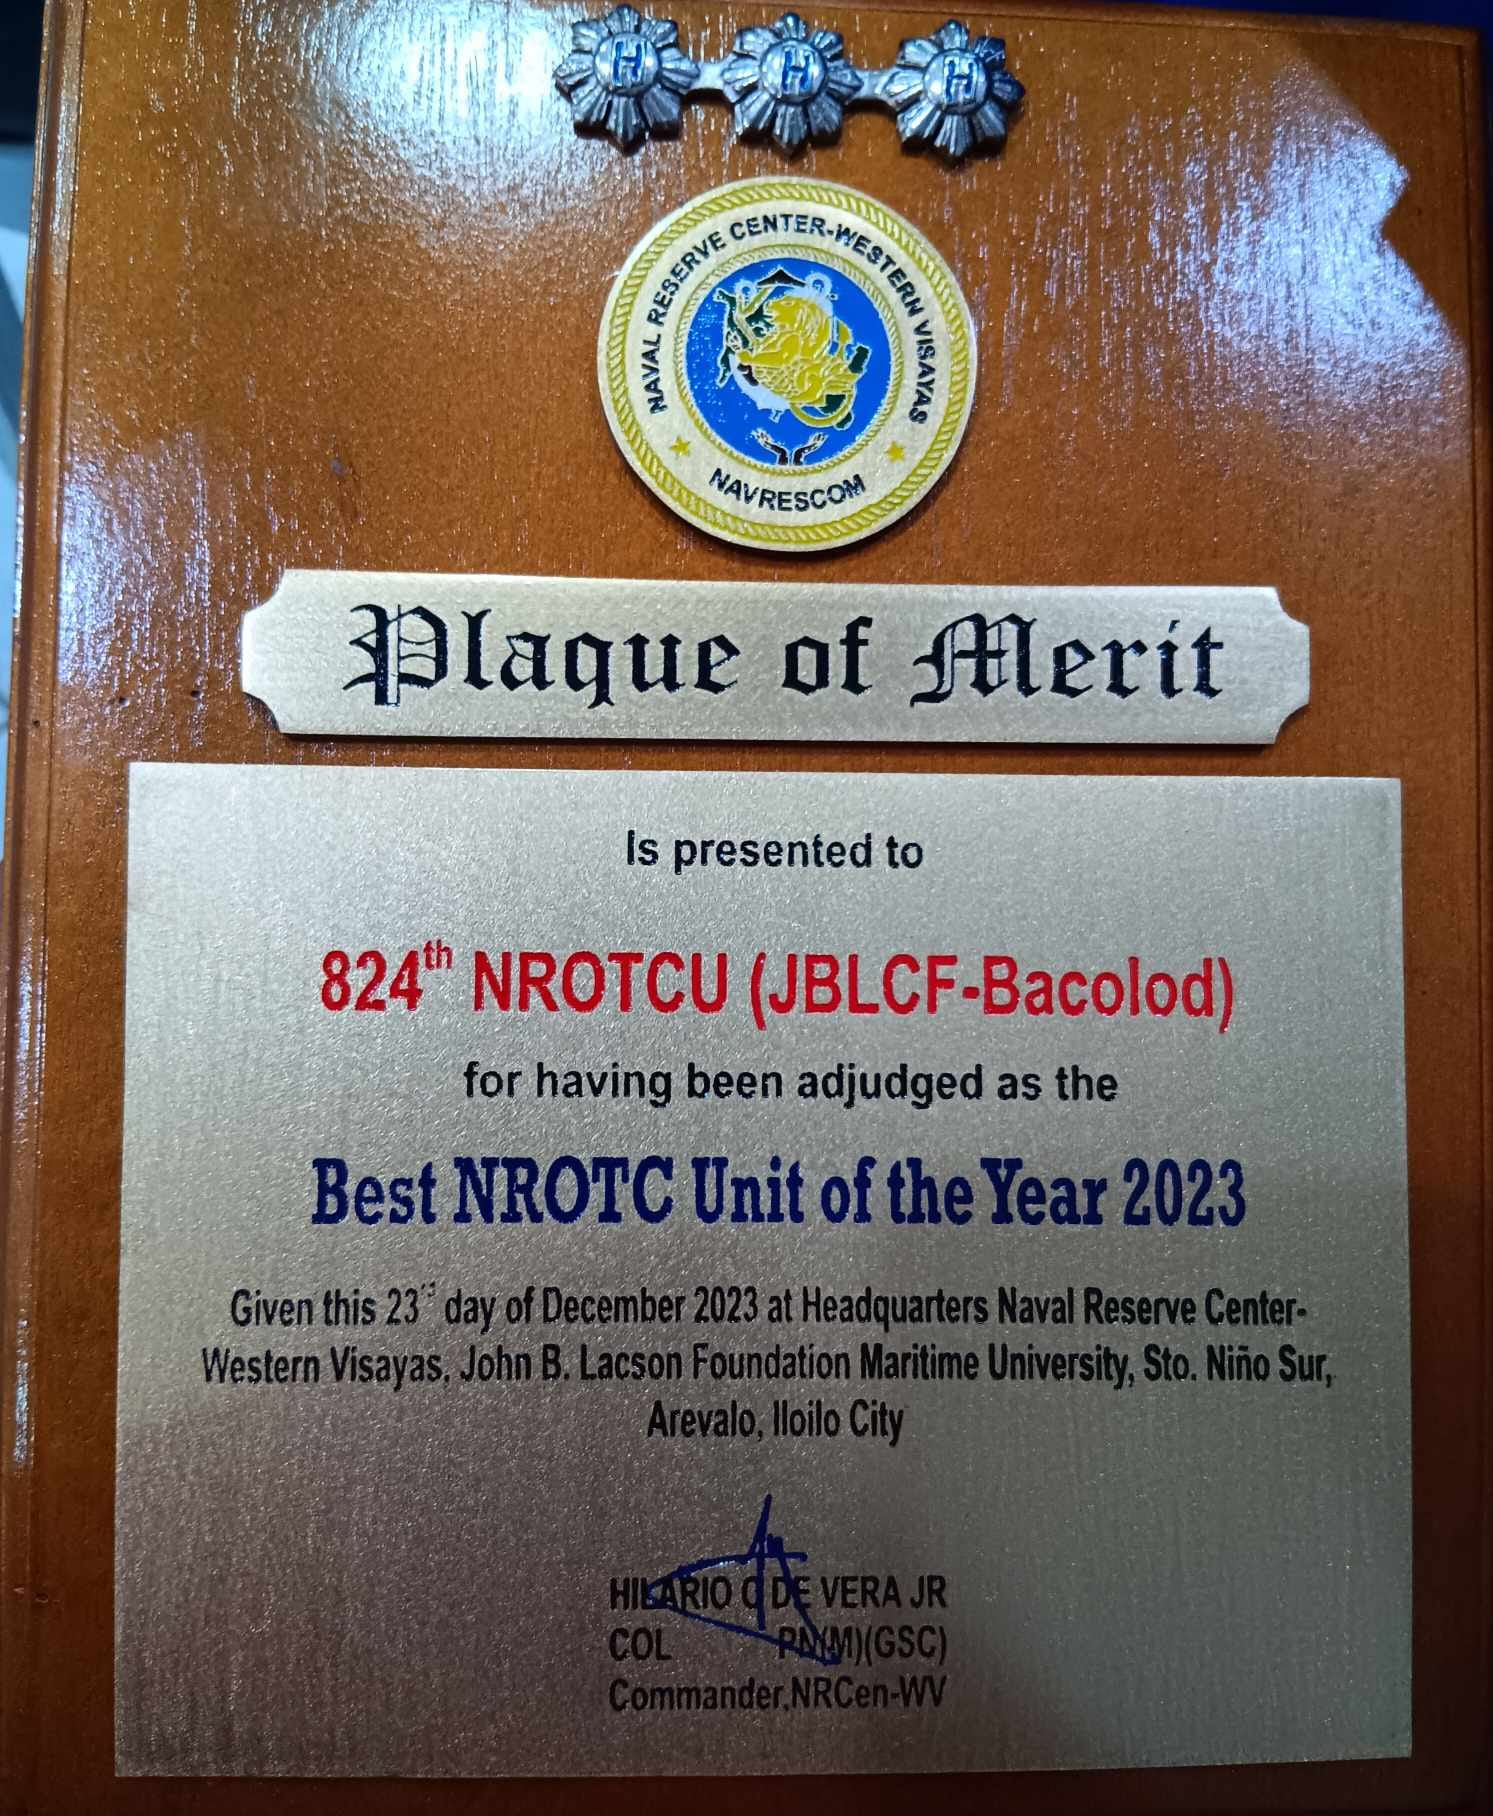 H H H
NAVAL RESERVE CENTER-WESTERN VISAYAS
NAVRESCOM
Plaque of Merit
Is presented to
824th NROTCU (JBLCF-Bacolod)
for having been adjudged as the
Best NROTC Unit of the Year 2023
Given this 23rd day of December 2023 at Headquarters Naval Reserve Center-
Western Visayas, John B. Lacson Foundation Maritime University, Sto. Niño Sur,
Arevalo, Iloilo City
HILARIO C DE VERA JR
COL PN(M)(GSC)
Commander,NRCen-WV